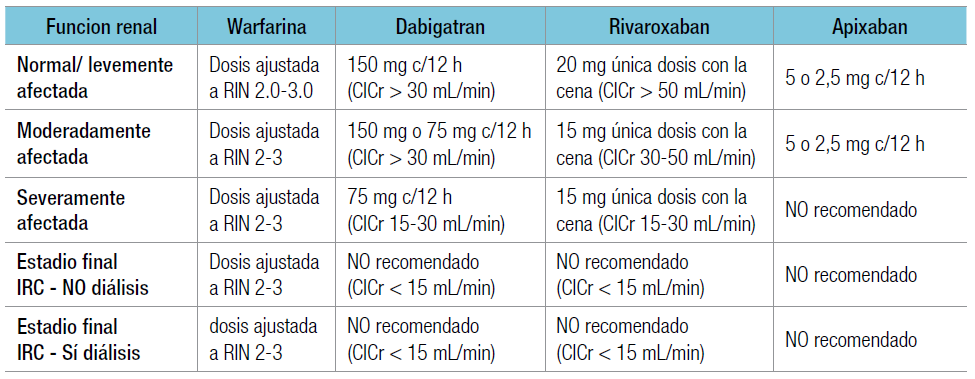 Funcion renal Warfarina Dabigatran Rivaroxaban Apixaban
Normal/ levemente afectada
Dosis ajustada a RIN 2.0-3.0
150 mg c/12 h (ClCr > 30 mL/min)
20 mg única dosis con la cena (ClCr > 50 mL/min)
5 o 2,5 mg c/12 h
Moderadamente afectada
Dosis ajustada a RIN 2-3
150 mg o 75 mg c/12 h (ClCr > 30 mL/min)
15 mg única dosis con la cena (ClCr 30-50 mL/min)
5 o 2,5 mg c/12 h
Severamente afectada
Dosis ajustada a RIN 2-3
75 mg c/12 h (ClCr 15-30 mL/min)
15 mg única dosis con la cena (ClCr 15-30 mL/min)
NO recomendado
Estadio final IRC - NO diálisis
Dosis ajustada a RIN 2-3
NO recomendado (ClCr < 15 mL/min)
NO recomendado (ClCr < 15 mL/min)
NO recomendado
Estadio final IRC - Sí diálisis
dosis ajustada a RIN 2-3
NO recomendado (ClCr < 15 mL/min)
NO recomendado (ClCr < 15 mL/min)
NO recomendado